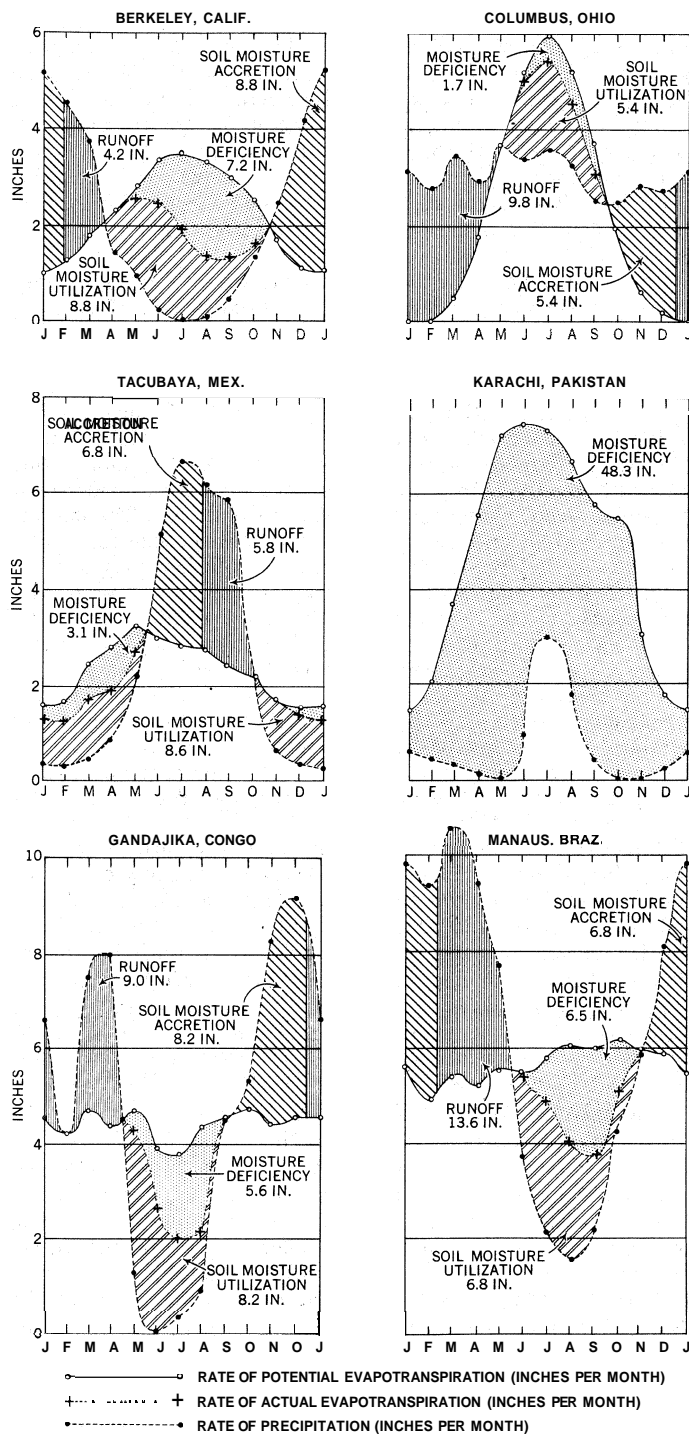 BERKELEY, CALIF.
6
4
2
0
INCHES
SOIL MOISTURE
ACCRETION
8.8 IN.
RUNOFF
4.2 IN.
MOISTURE
DEFICIENCY
7.2 IN.
SOIL
MOISTURE
UTILIZATION
8.8 IN.
J F M A M J J A S O N D J
COLUMBUS, OHIO
MOISTURE
DEFICIENCY
1.7 IN.
SOIL
MOISTURE
UTILIZATION
5.4 IN.
RUNOFF
9.8 IN.
SOIL MOISTURE
ACCRETION
5.4 IN.
J F M A M J J A S O N D J
TACUBAYA, MEX.
8
6
4
2
0
INCHES
SOIL MOISTURE
ACCRETION
6.8 IN.
RUNOFF
5.8 IN.
MOISTURE
DEFICIENCY
3.1 IN.
SOIL MOISTURE
UTILIZATION
8.6 IN.
J F M A M J J A S O N D J
KARACHI, PAKISTAN
MOISTURE
DEFICIENCY
48.3 IN.
J F M A M J J A S O N D J
GANDAJIKA, CONGO
10
8
6
4
2
0
INCHES
RUNOFF
9.0 IN.
SOIL MOISTURE
ACCRETION
8.2 IN.
MOISTURE
DEFICIENCY
5.6 IN.
SOIL MOISTURE
UTILIZATION
8.2 IN.
J F M A M J J A S O N O J
MANAUS. BRAZ.
SOIL MOISTURE
ACCRETION
6.8 IN.
MOISTURE
DEFICIENCY
6.5 IN.
RUNOFF
13.6 IN.
SOIL MOISTURE
UTILIZATION
6.8 IN.
J F M A M J J A S O N D J
RATE OF POTENTIAL EVAPOTRANSPIRATION (INCHES PER MONTH)
RATE OF ACTUAL EVAPOTRANSPIRATION (INCHES PER MONTH)
RATE OF PRECIPITATION (INCHES PER MONTH)